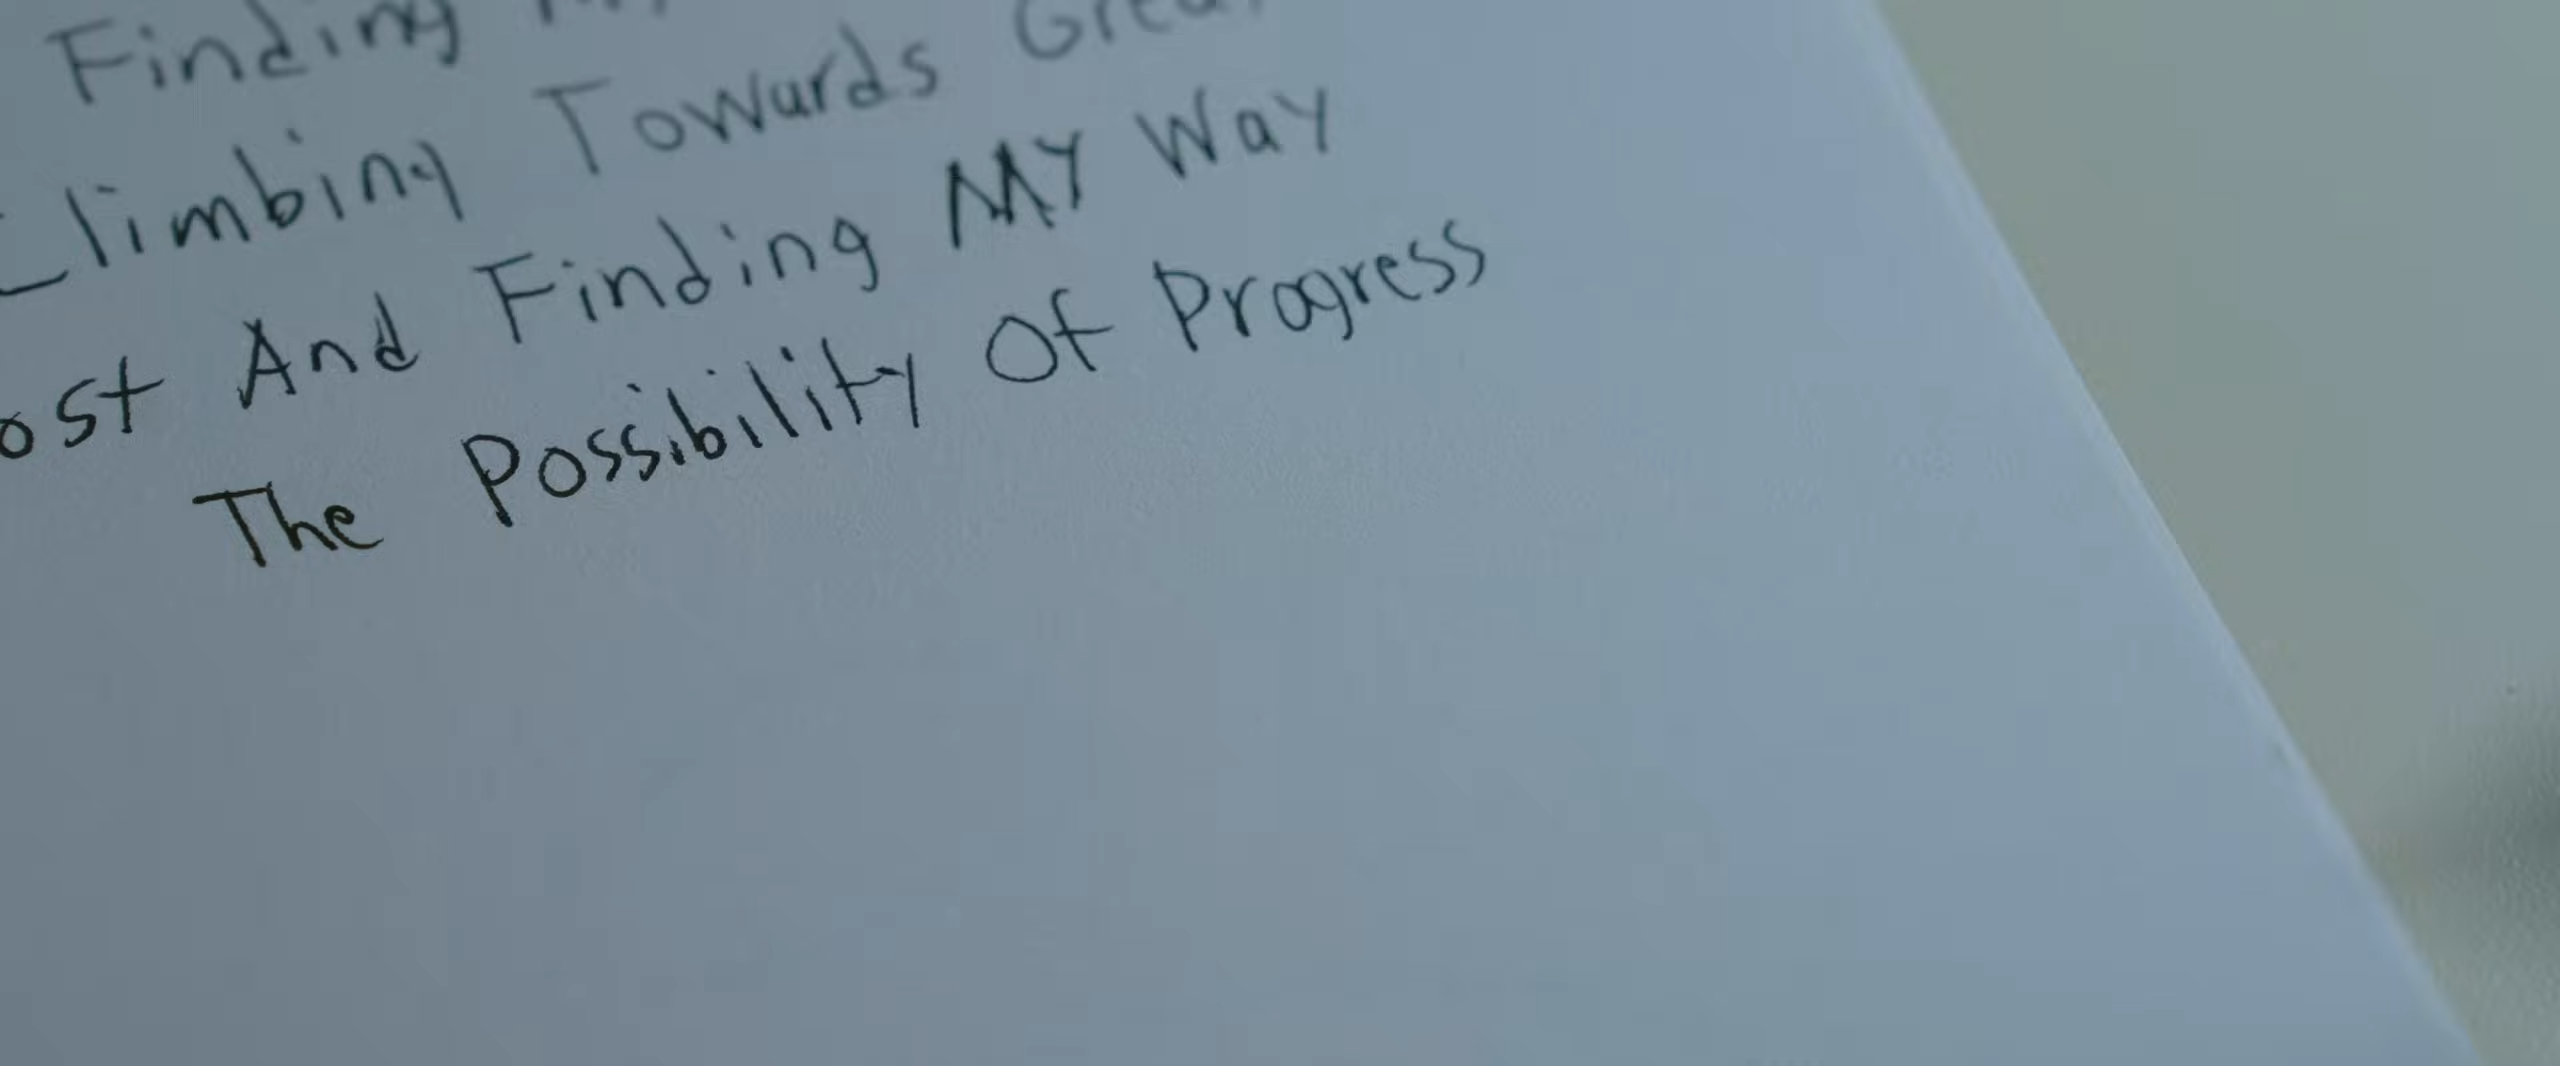 Finding
Climbing Towards
ost And Finding MY Way
The Possibility Of Progress